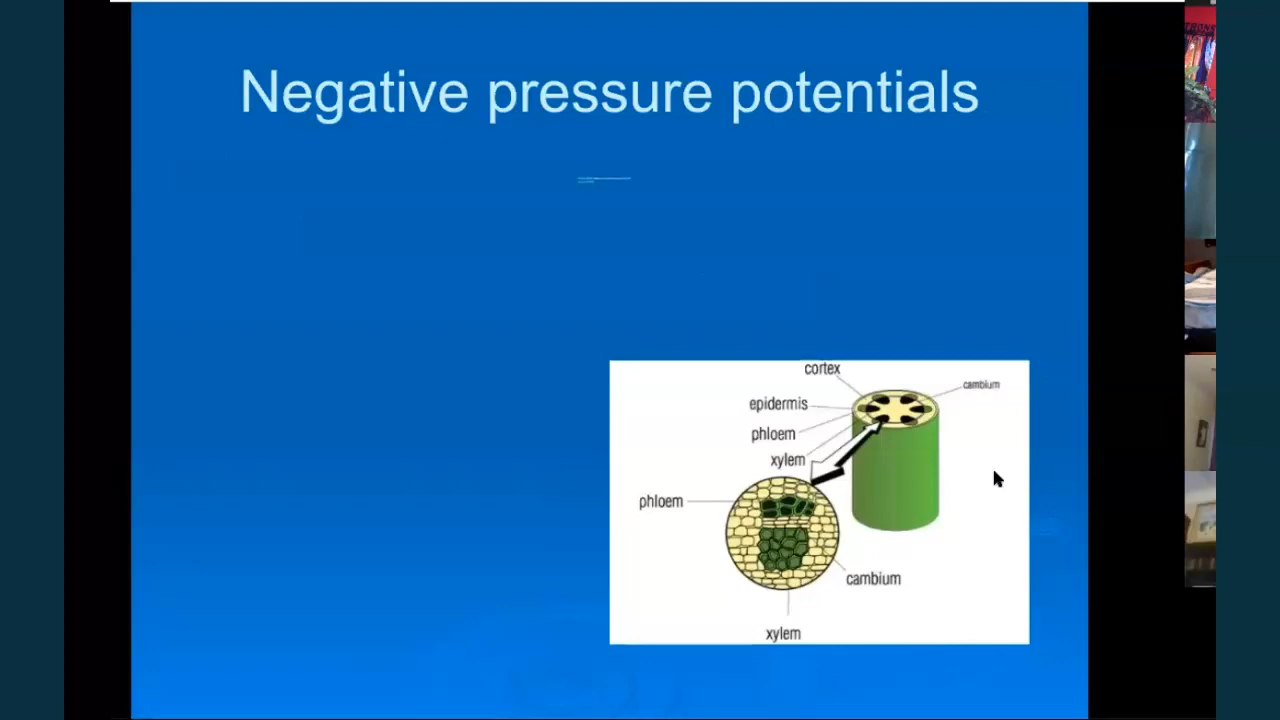 Negative pressure potentials
cortex
cambium
epidermis
phloem
xylem
phloem
cambium
xylem